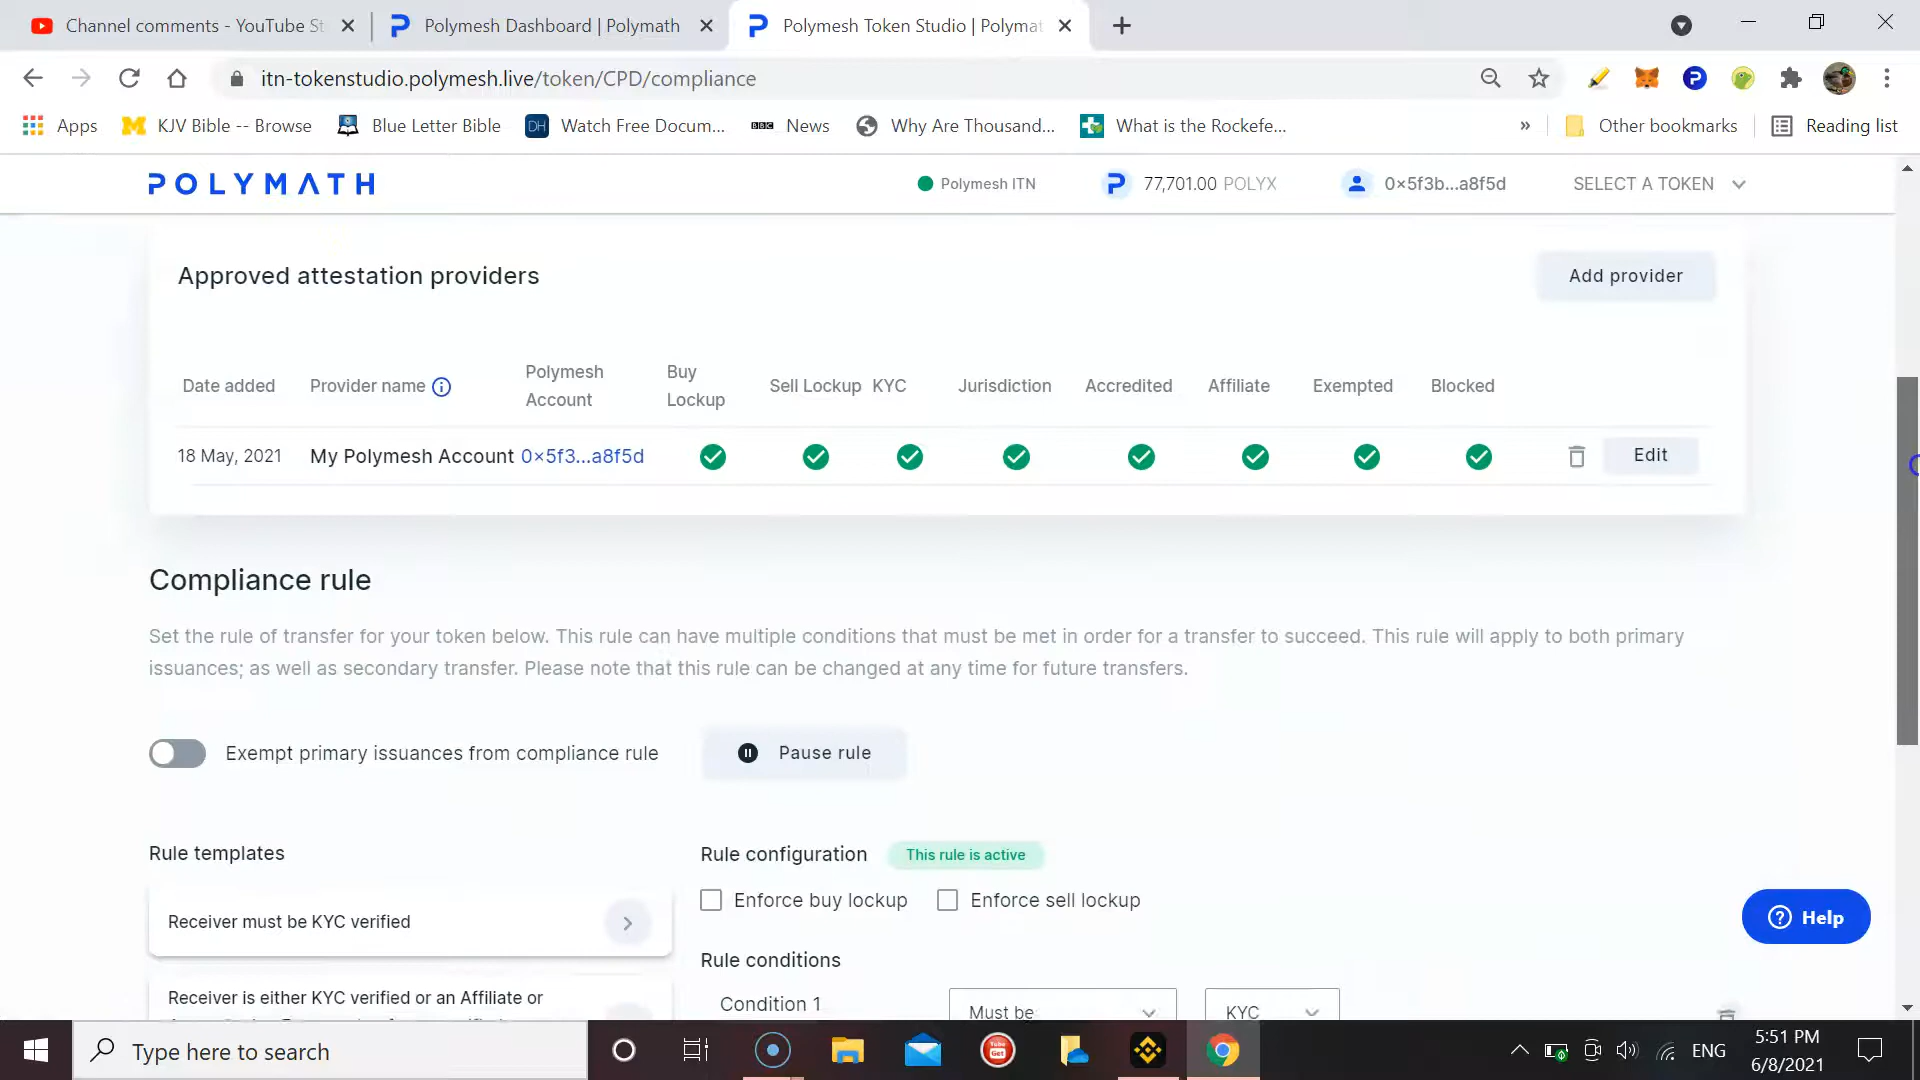 Channel comments - YouTube St
Polymesh Dashboard | Polymath
Polymesh Token Studio | Polymat
itn-tokenstudio.polymesh.live/token/CPD/compliance
Apps
KJV Bible -- Browse
Blue Letter Bible
DH
Watch Free Docum...
BBC
News
Why Are Thousand...
What is the Rockefe...
»
Other bookmarks
Reading list
POLYMATH
Polymesh ITN
77,701.00 POLYX
0x5f3b...a8f5d
SELECT A TOKEN
Approved attestation providers
Add provider
Date added
Provider name
Polymesh
Account
Buy
Lockup
Sell Lockup
KYC
Jurisdiction
Accredited
Affiliate
Exempted
Blocked
18 May, 2021
My Polymesh Account
0x5f3...a8f5d
Edit
Compliance rule
Set the rule of transfer for your token below. This rule can have multiple conditions that must be met in order for a transfer to succeed. This rule will apply to both primary
issuances; as well as secondary transfer. Please note that this rule can be changed at any time for future transfers.
Exempt primary issuances from compliance rule
Pause rule
Rule templates
Rule configuration
This rule is active
Receiver must be KYC verified
Enforce buy lockup
Enforce sell lockup
Help
Rule conditions
Receiver is either KYC verified or an Affiliate or
Condition 1
Must be
KYC
Type here to search
ENG
5:51 PM
6/8/2021